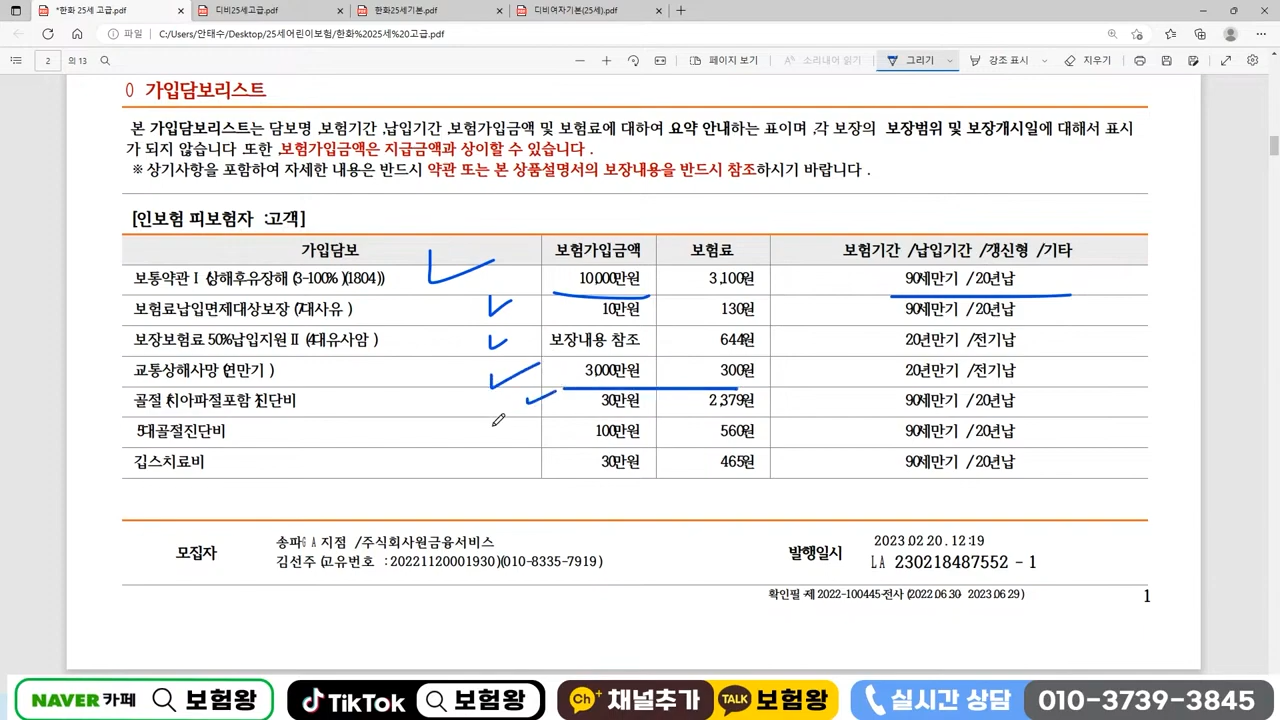 *한화 25세 고급.pdf
디비25세고급.pdf
한화25세기본.pdf
디비여자기본(25세).pdf
파일 C:/Users/안태수/Desktop/25세어린이보험/한화%2025세%20고급.pdf
2 의 13
페이지 보기
소리내어 읽기
그리기
강조 표시
지우기
0 가입담보리스트
본 가입담보리스트는 담보명 ,보험기간 ,납입기간 ,보험가입금액 및 보험료에 대하여 요약 안내하는 표이며 ,각 보장의 보장범위 및 보장개시일에 대해서 표시
가 되지 않습니다 . 또한 ,보험가입금액은 지급금액과 상이할 수 있습니다 .
※ 상기사항을 포함하여 자세한 내용은 반드시 약관 또는 본 상품설명서의 보장내용을 반드시 참조하시기 바랍니다 .
[인보험 피보험자 :고객]
가입담보 보험가입금액 보험료 보험기간 /납입기간 /갱신형 /기타
보통약관Ⅰ (상해후유장해 (3-100% )(1804)) 10,000만원 3,100원 90세만기 /20년납
보험료납입면제대상보장 (7대사유 ) 10만원 130원 90세만기 /20년납
보장보험료 50%납입지원Ⅱ (4대유사암 ) 보장내용 참조 644원 20년만기 /전기납
교통상해사망 (연만기 ) 3,000만원 300원 20년만기 /전기납
골절 (치아파절포함 )진단비 30만원 2,379원 90세만기 /20년납
5대골절진단비 100만원 560원 90세만기 /20년납
깁스치료비 30만원 465원 90세만기 /20년납
모집자
송파GA지점 /주식회사원금융서비스
김선주 (고유번호 :20221120001930)(010-8335-7919)
발행일시
2023.02.20. 12:19
LA 230218487552 - 1
확인필 제 2022-100445-전사 (2022.06.30- 2023.06.29)
1
NAVER 카페 보험왕
TikTok 보험왕
Ch+ 채널추가 TALK 보험왕
실시간 상담 010-3739-3845